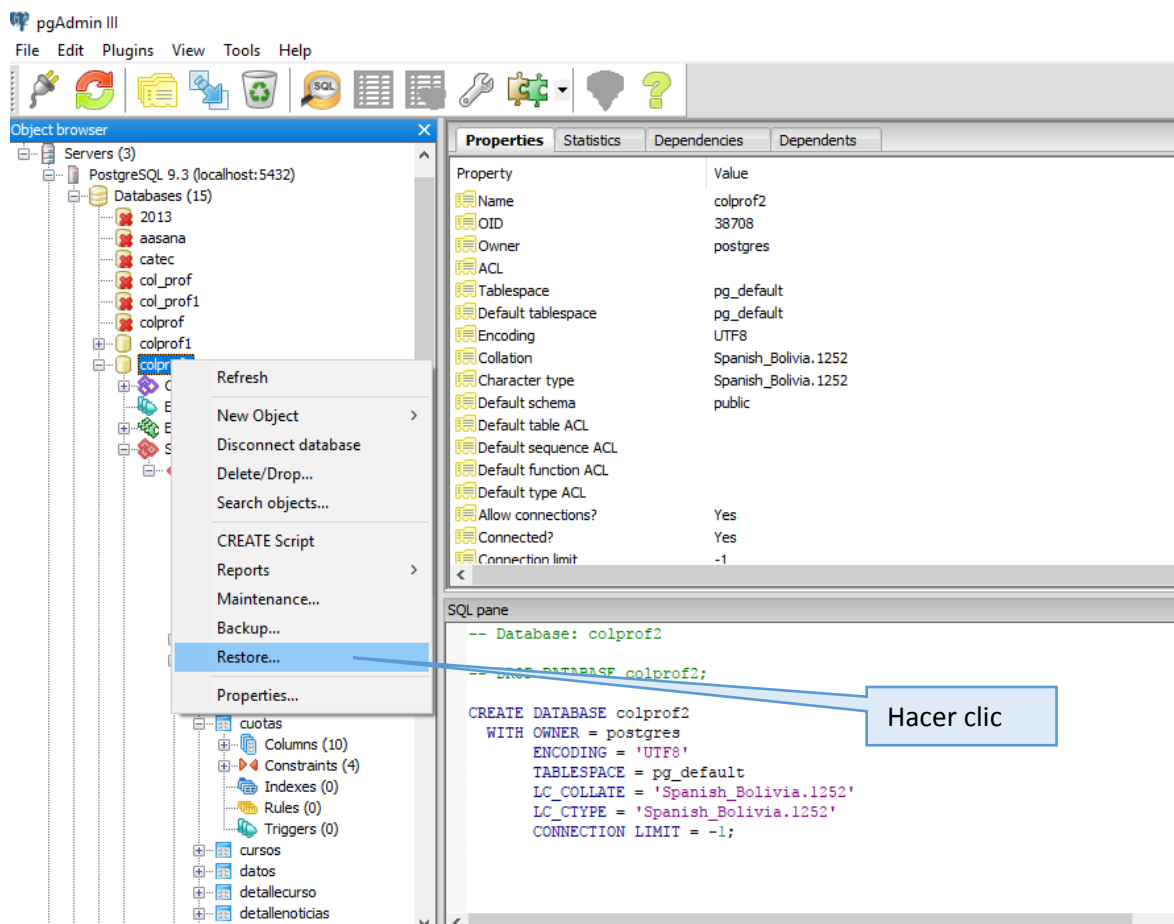 pgAdmin III
File Edit Plugins View Tools Help
SQL
Object browser
Servers (3)
PostgreSQL 9.3 (localhost:5432)
Databases (15)
2013
aasana
catec
col_prof
col_prof1
colprof
colprof1
colpr
C
E
E
S
Refresh
New Object
Disconnect database
Delete/Drop...
Search objects...
CREATE Script
Reports
Maintenance...
Backup...
Restore...
Properties...
cuotas
Columns (10)
Constraints (4)
Indexes (0)
Rules (0)
Triggers (0)
cursos
datos
detallecurso
detallenoticias
Properties Statistics Dependencies Dependents
Property Value
Name colprof2
OID 38708
Owner postgres
ACL
Tablespace pg_default
Default tablespace pg_default
Encoding UTF8
Collation Spanish_Bolivia.1252
Character type Spanish_Bolivia.1252
Default schema public
Default table ACL
Default sequence ACL
Default function ACL
Default type ACL
Allow connections? Yes
Connected? Yes
Connection limit -1
SQL pane
-- Database: colprof2
-- DROP DATABASE colprof2;
CREATE DATABASE colprof2
WITH OWNER = postgres
ENCODING = 'UTF8'
TABLESPACE = pg_default
LC_COLLATE = 'Spanish_Bolivia.1252'
LC_CTYPE = 'Spanish_Bolivia.1252'
CONNECTION LIMIT = -1;
Hacer clic